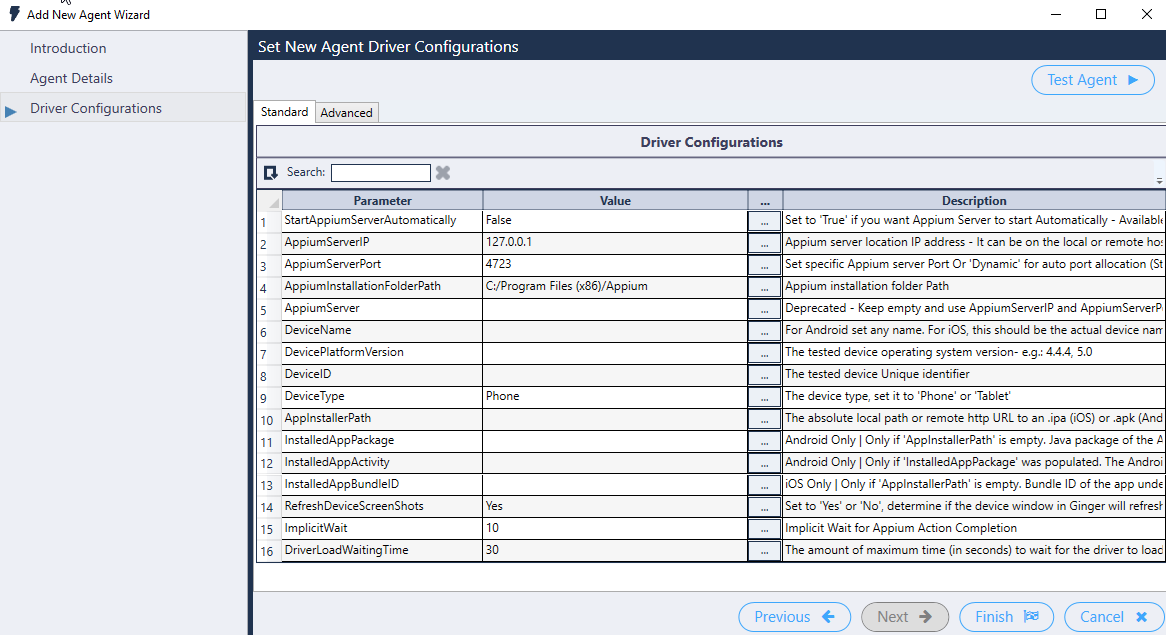 Add New Agent Wizard
Introduction
Agent Details
Driver Configurations
Set New Agent Driver Configurations
Test Agent
Standard Advanced
Driver Configurations
Search:
Parameter Value ... Description
1 StartAppiumServerAutomatically False ... Set to 'True' if you want Appium Server to start Automatically - Available
2 AppiumServerIP 127.0.0.1 ... Appium server location IP address - It can be on the local or remote hos
3 AppiumServerPort 4723 ... Set specific Appium server Port Or 'Dynamic' for auto port allocation (St
4 AppiumInstallationFolderPath C:/Program Files (x86)/Appium ... Appium installation folder Path
5 AppiumServer ... Deprecated - Keep empty and use AppiumServerIP and AppiumServerP
6 DeviceName ... For Android set any name. For iOS, this should be the actual device nam
7 DevicePlatformVersion ... The tested device operating system version- e.g.: 4.4.4, 5.0
8 DeviceID ... The tested device Unique identifier
9 DeviceType Phone ... The device type, set it to 'Phone' or 'Tablet'
10 AppInstallerPath ... The absolute local path or remote http URL to an .ipa (iOS) or .apk (And
11 InstalledAppPackage ... Android Only | Only if 'AppInstallerPath' is empty. Java package of the A
12 InstalledAppActivity ... Android Only | Only if 'InstalledAppPackage' was populated. The Androi
13 InstalledAppBundleID ... iOS Only | Only if 'AppInstallerPath' is empty. Bundle ID of the app unde
14 RefreshDeviceScreenShots Yes ... Set to 'Yes' or 'No', determine if the device window in Ginger will refresh
15 ImplicitWait 10 ... Implicit Wait for Appium Action Completion
16 DriverLoadWaitingTime 30 ... The amount of maximum time (in seconds) to wait for the driver to load
Previous Next Finish Cancel